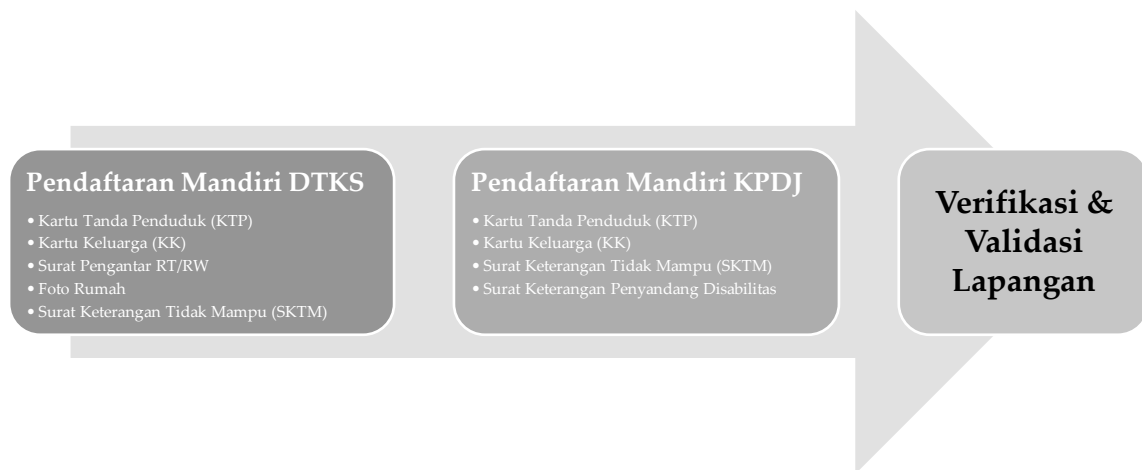 Pendaftaran Mandiri DTKS
• Kartu Tanda Penduduk (KTP)
• Kartu Keluarga (KK)
• Surat Pengantar RT/RW
• Foto Rumah
• Surat Keterangan Tidak Mampu (SKTM)
Pendaftaran Mandiri KPDJ
• Kartu Tanda Penduduk (KTP)
• Kartu Keluarga (KK)
• Surat Keterangan Tidak Mampu (SKTM)
• Surat Keterangan Penyandang Disabilitas
Verifikasi &
Validasi
Lapangan